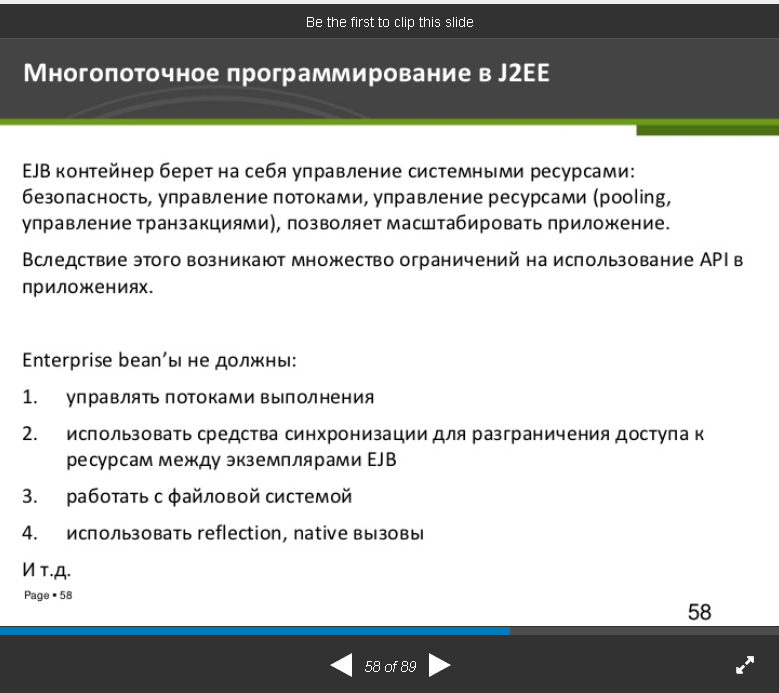 Be the first to clip this slide
Многопоточное программирование в J2EE
EJB контейнер берет на себя управление системными ресурсами:
безопасность, управление потоками, управление ресурсами (pooling,
управление транзакциями), позволяет масштабировать приложение.
Вследствие этого возникают множество ограничений на использование API в
приложениях.
Enterprise bean’ы не должны:
1. управлять потоками выполнения
2. использовать средства синхронизации для разграничения доступа к
ресурсам между экземплярами EJB
3. работать с файловой системой
4. использовать reflection, native вызовы
И т.д.
Page ▪ 58
58
58 of 89